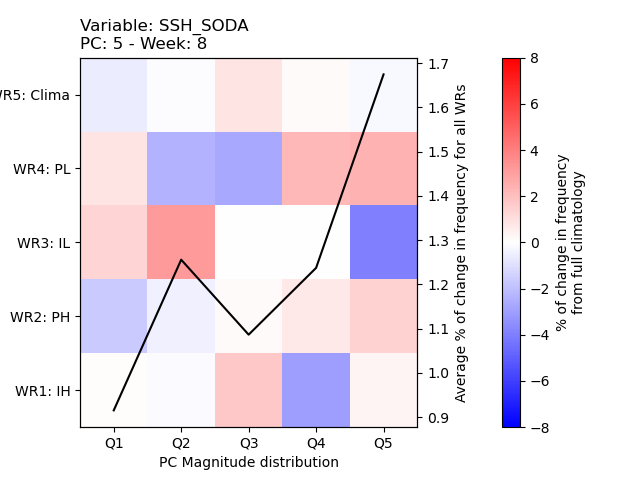 Variable: SSH_SODA
PC: 5 - Week: 8
WR5: Clima
WR4: PL
WR3: IL
WR2: PH
WR1: IH
Q1 Q2 Q3 Q4 Q5
PC Magnitude distribution
1.7
1.6
1.5
1.4
1.3
1.2
1.1
1.0
0.9
Average % of change in frequency for all WRs
8
6
4
2
0
−2
−4
−6
−8
% of change in frequency
from full climatology